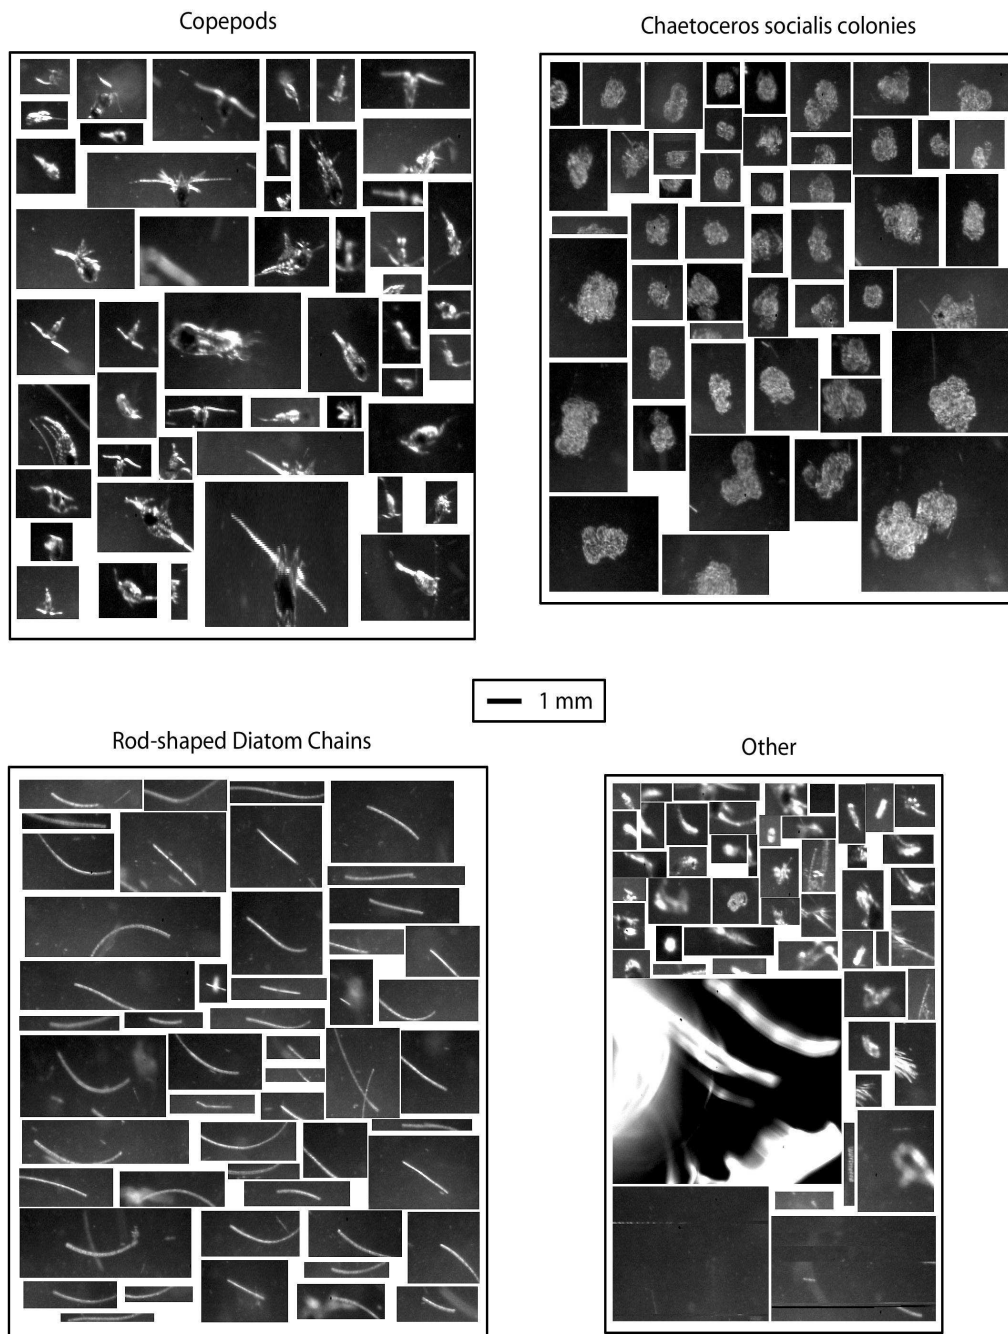 Copepods
Chaetoceros socialis colonies
1 mm
Rod-shaped Diatom Chains
Other